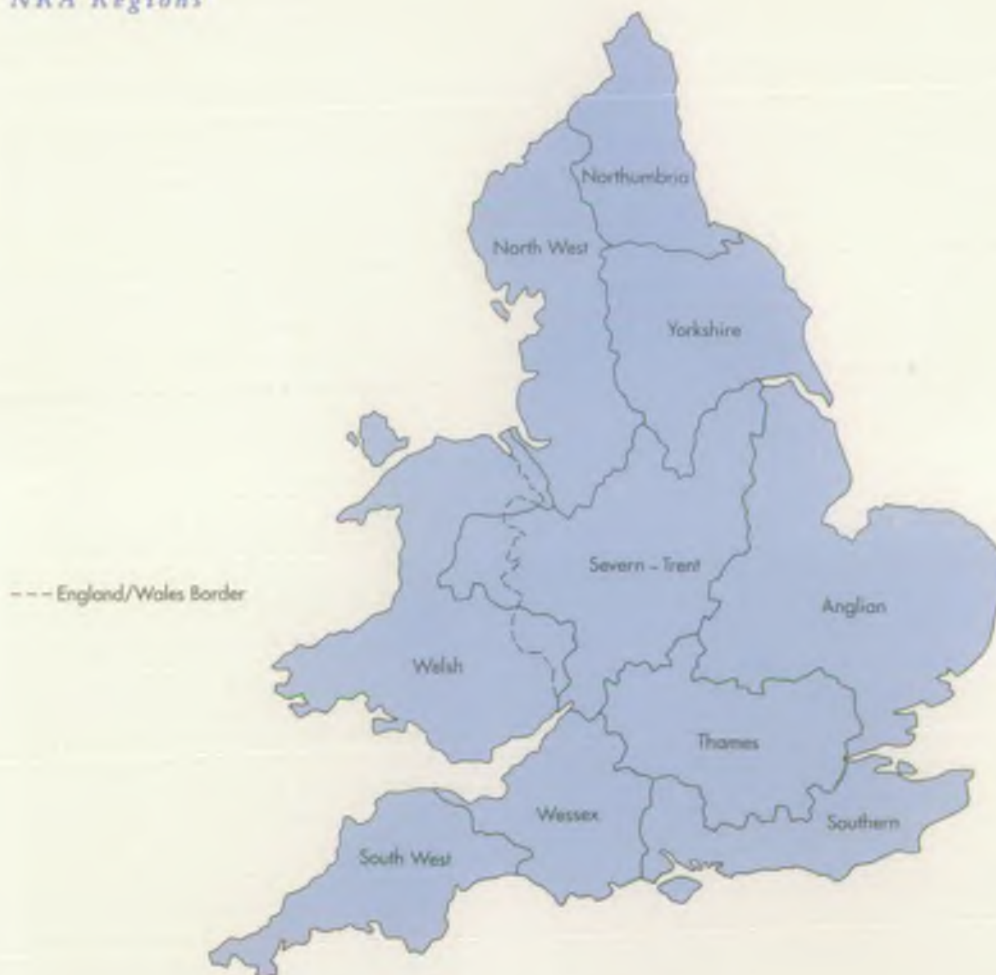 NRA Regions
Northumbria
North West
Yorkshire
Severn - Trent
--- England/Wales Border
Anglian
Welsh
Thames
Wessex
Southern
South West